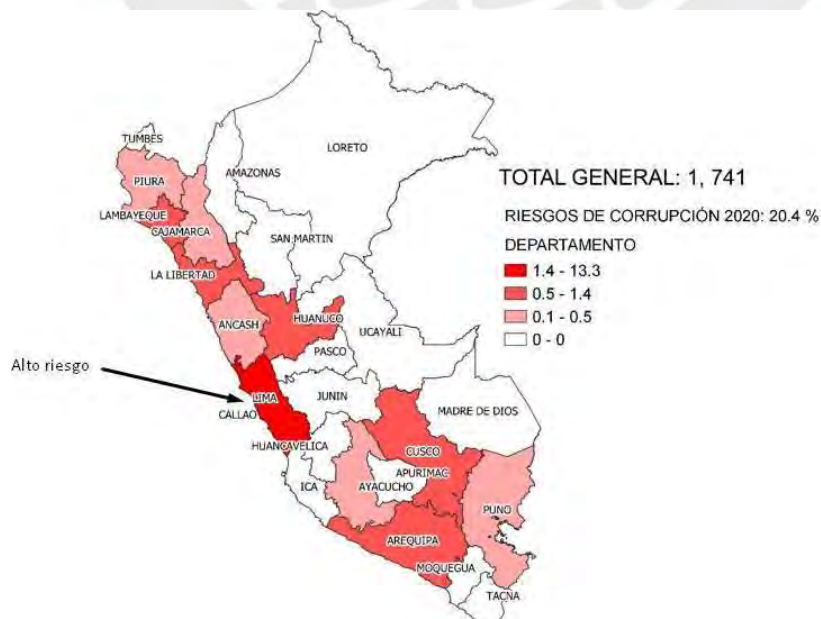 TUMBES
LORETO
AMAZONAS
PIURA
LAMBAYEQUE
CAJAMARCA
SAN MARTIN
LA LIBERTAD
HUANUCO
ANCASH
UCAYALI
PASCO
Alto riesgo
LIMA
JUNIN
CALLAO
MADRE DE DIOS
HUANCAVELICA
CUSCO
APURIMAC
ICA
AYACUCHO
PUNO
AREQUIPA
MOQUEGUA
TACNA
TOTAL GENERAL: 1, 741
RIESGOS DE CORRUPCIÓN 2020: 20.4 %
DEPARTAMENTO
1.4 - 13.3
0.5 - 1.4
0.1 - 0.5
0 - 0